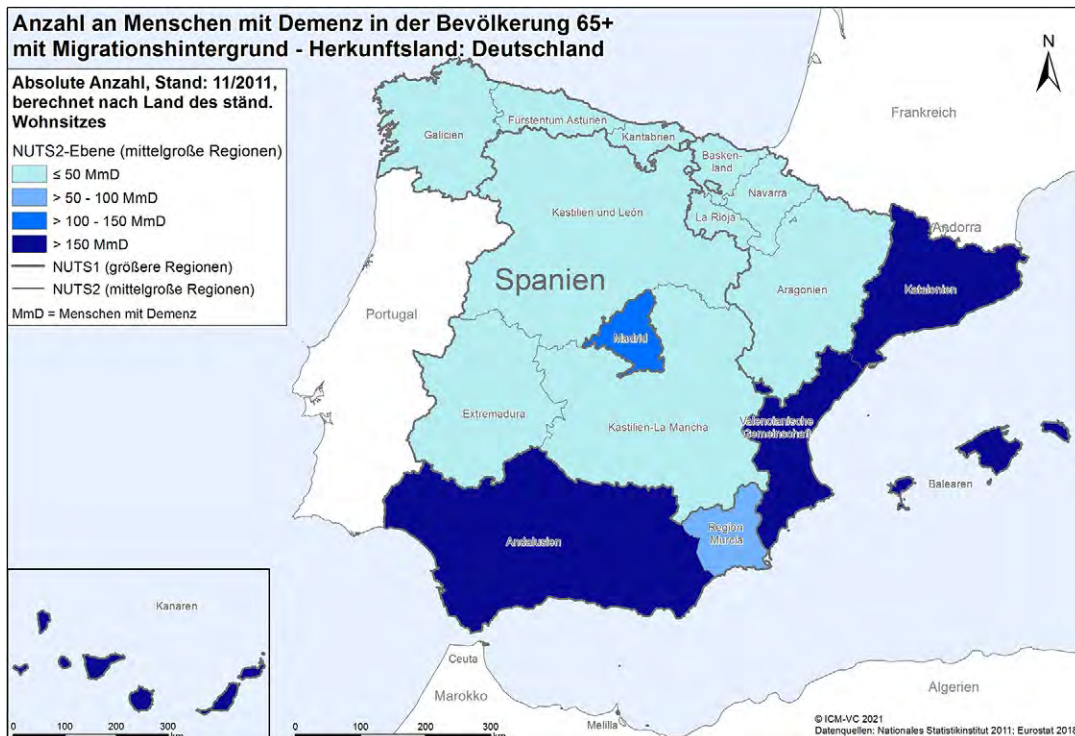 Anzahl an Menschen mit Demenz in der Bevölkerung 65+
mit Migrationshintergrund - Herkunftsland: Deutschland
Absolute Anzahl, Stand: 11/2011,
berechnet nach Land des ständ.
Wohnsitzes
NUTS2-Ebene (mittelgroße Regionen)
≤ 50 MmD
> 50 - 100 MmD
> 100 - 150 MmD
> 150 MmD
NUTS1 (größere Regionen)
NUTS2 (mittelgroße Regionen)
MmD = Menschen mit Demenz
N
Frankreich
Galicien
Fürstentum Asturien
Kantabrien
Basken-
land
Navarra
La Rioja
Kastilien und León
Andorra
Katalonien
Aragonien
Spanien
Portugal
Madrid
Extremadura
Kastilien-La Mancha
Valencianische
Gemeinschaft
Balearen
Region
Murcia
Andalusien
Kanaren
Ceuta
Marokko
Melilla
Algerien
0 100 200 300
km
0 100 200 300
km
© ICM-VC 2021
Datenquellen: Nationales Statistikinstitut 2011; Eurostat 2018